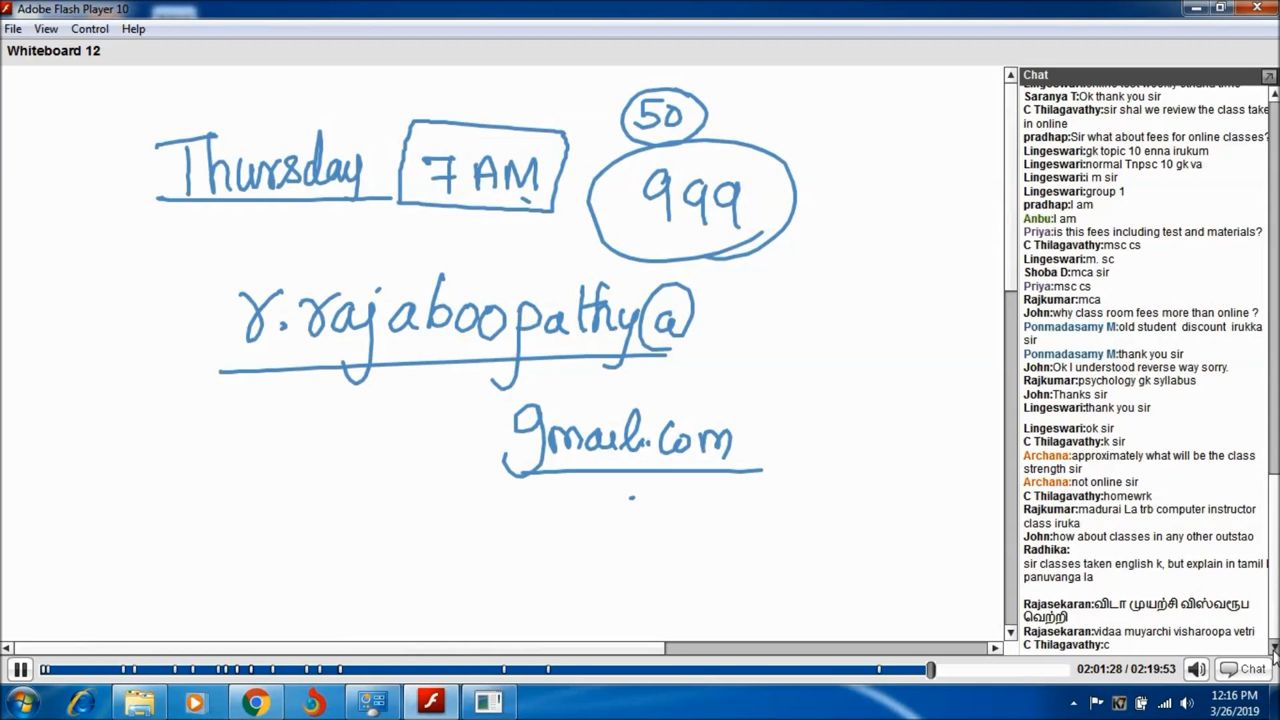 Adobe Flash Player 10
File View Control Help
Whiteboard 12
50
Thursday 7 AM 999
r.rajaboopathy@
gmail.com
Chat
Saranya T:Ok thank you sir
C Thilagavathy:sir shal we review the class take
in online
pradhap:Sir what about fees for online classes?
Lingeswari:gk topic 10 enna irukum
Lingeswari:normal Tnpsc 10 gk va
Lingeswari:i m sir
Lingeswari:group 1
pradhap:I am
Anbu:I am
Priya:is this fees including test and materials?
C Thilagavathy:msc cs
Lingeswari:m. sc
Shoba D:mca sir
Priya:msc cs
Rajkumar:mca
John:why class room fees more than online ?
Ponmadasamy M:old student discount irukka
sir
Ponmadasamy M:thank you sir
John:Ok I understood reverse way sorry.
Rajkumar:psychology gk syllabus
John:Thanks sir
Lingeswari:thank you sir
Lingeswari:ok sir
C Thilagavathy:k sir
Archana:approximately what will be the class
strength sir
Archana:not online sir
C Thilagavathy:homewrk
Rajkumar:madurai La trb computer instructor
class iruka
John:how about classes in any other outstao
Radhika:
sir classes taken english k, but explain in tamil
panuvanga la
Rajasekaran:விடா முயற்சி விஸ்வரூப
வெற்றி
Rajasekaran:vidaa muyarchi visharoopa vetri
C Thilagavathy:c
02:01:28 / 02:19:53 Chat
12:16 PM
3/26/2019